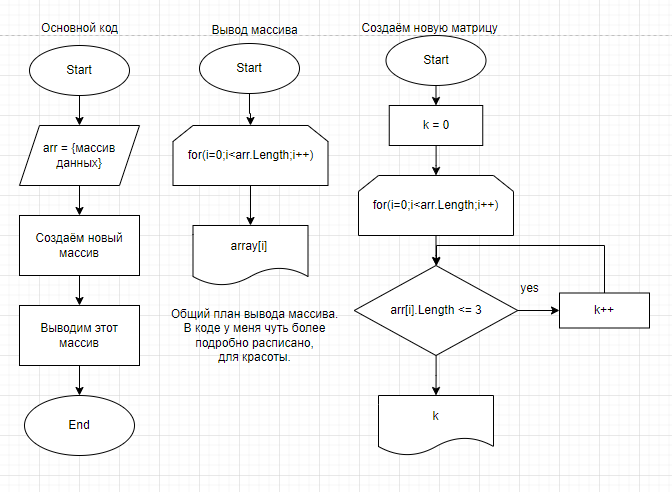 Основной код
Start
arr = {массив
данных}
Создаём новый
массив
Выводим этот
массив
End
Вывод массива
Start
for(i=0;i<arr.Length;i++)
array[i]
Общий план вывода массива.
В коде у меня чуть более
подробно расписано,
для красоты.
Создаём новую матрицу
Start
k = 0
for(i=0;i<arr.Length;i++)
arr[i].Length <= 3
yes
k++
k